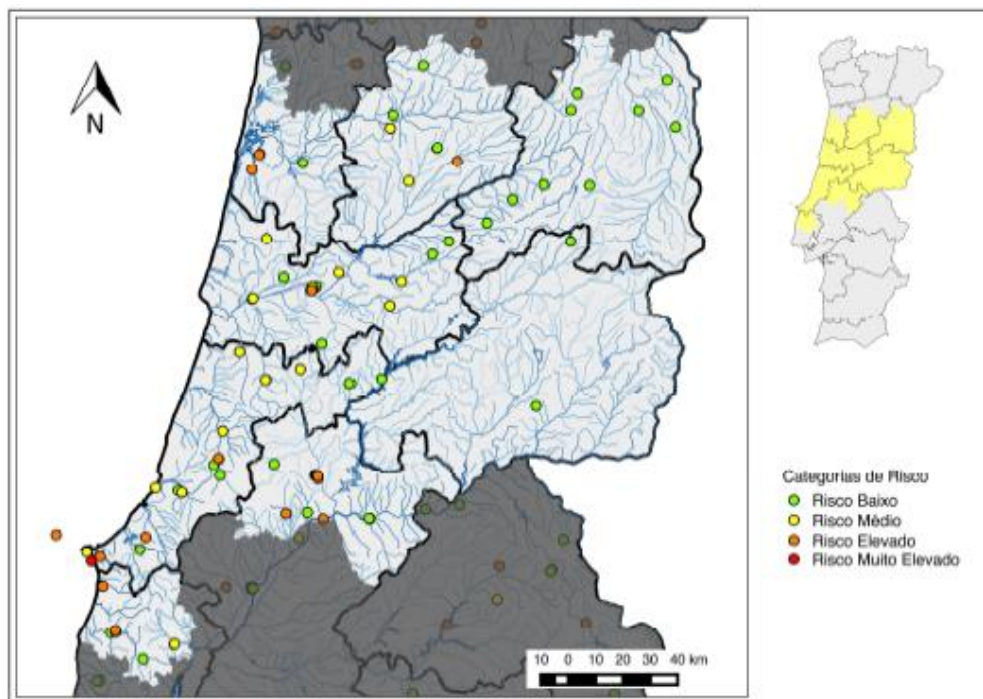 N
Categorias de Risco
Risco Baixo
Risco Médio
Risco Elevado
Risco Muito Elevado
10 0 10 20 30 40 km